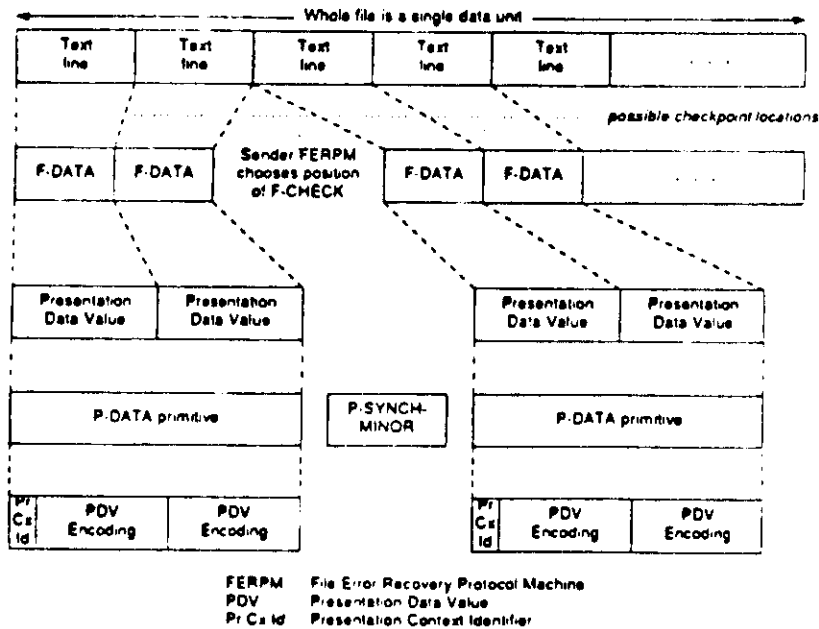 Whole file is a single data unit
Text line
Text line
Text line
Text line
Text line
. . . .
possible checkpoint locations
F-DATA
F-DATA
Sender FERPM chooses position of F-CHECK
F-DATA
F-DATA
. . . .
Presentation Data Value
Presentation Data Value
Presentation Data Value
Presentation Data Value
P-DATA primitive
P-SYNCH-MINOR
P-DATA primitive
Pr Cx Id
PDV Encoding
PDV Encoding
Pr Cx Id
PDV Encoding
PDV Encoding
FERPM File Error Recovery Protocol Machine
PDV Presentation Data Value
Pr Cx Id Presentation Context Identifier